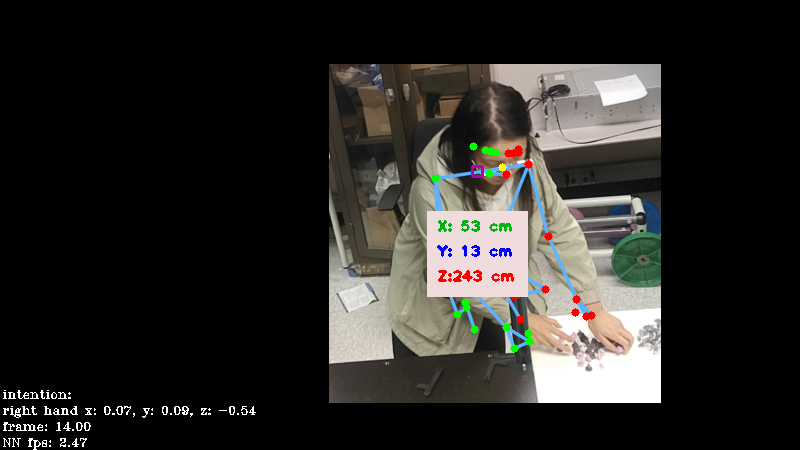 X: 53 cm
Y: 13 cm
Z:243 cm
intention:
right hand x: 0.07, y: 0.09, z: -0.54
frame: 14.00
NN fps: 2.47